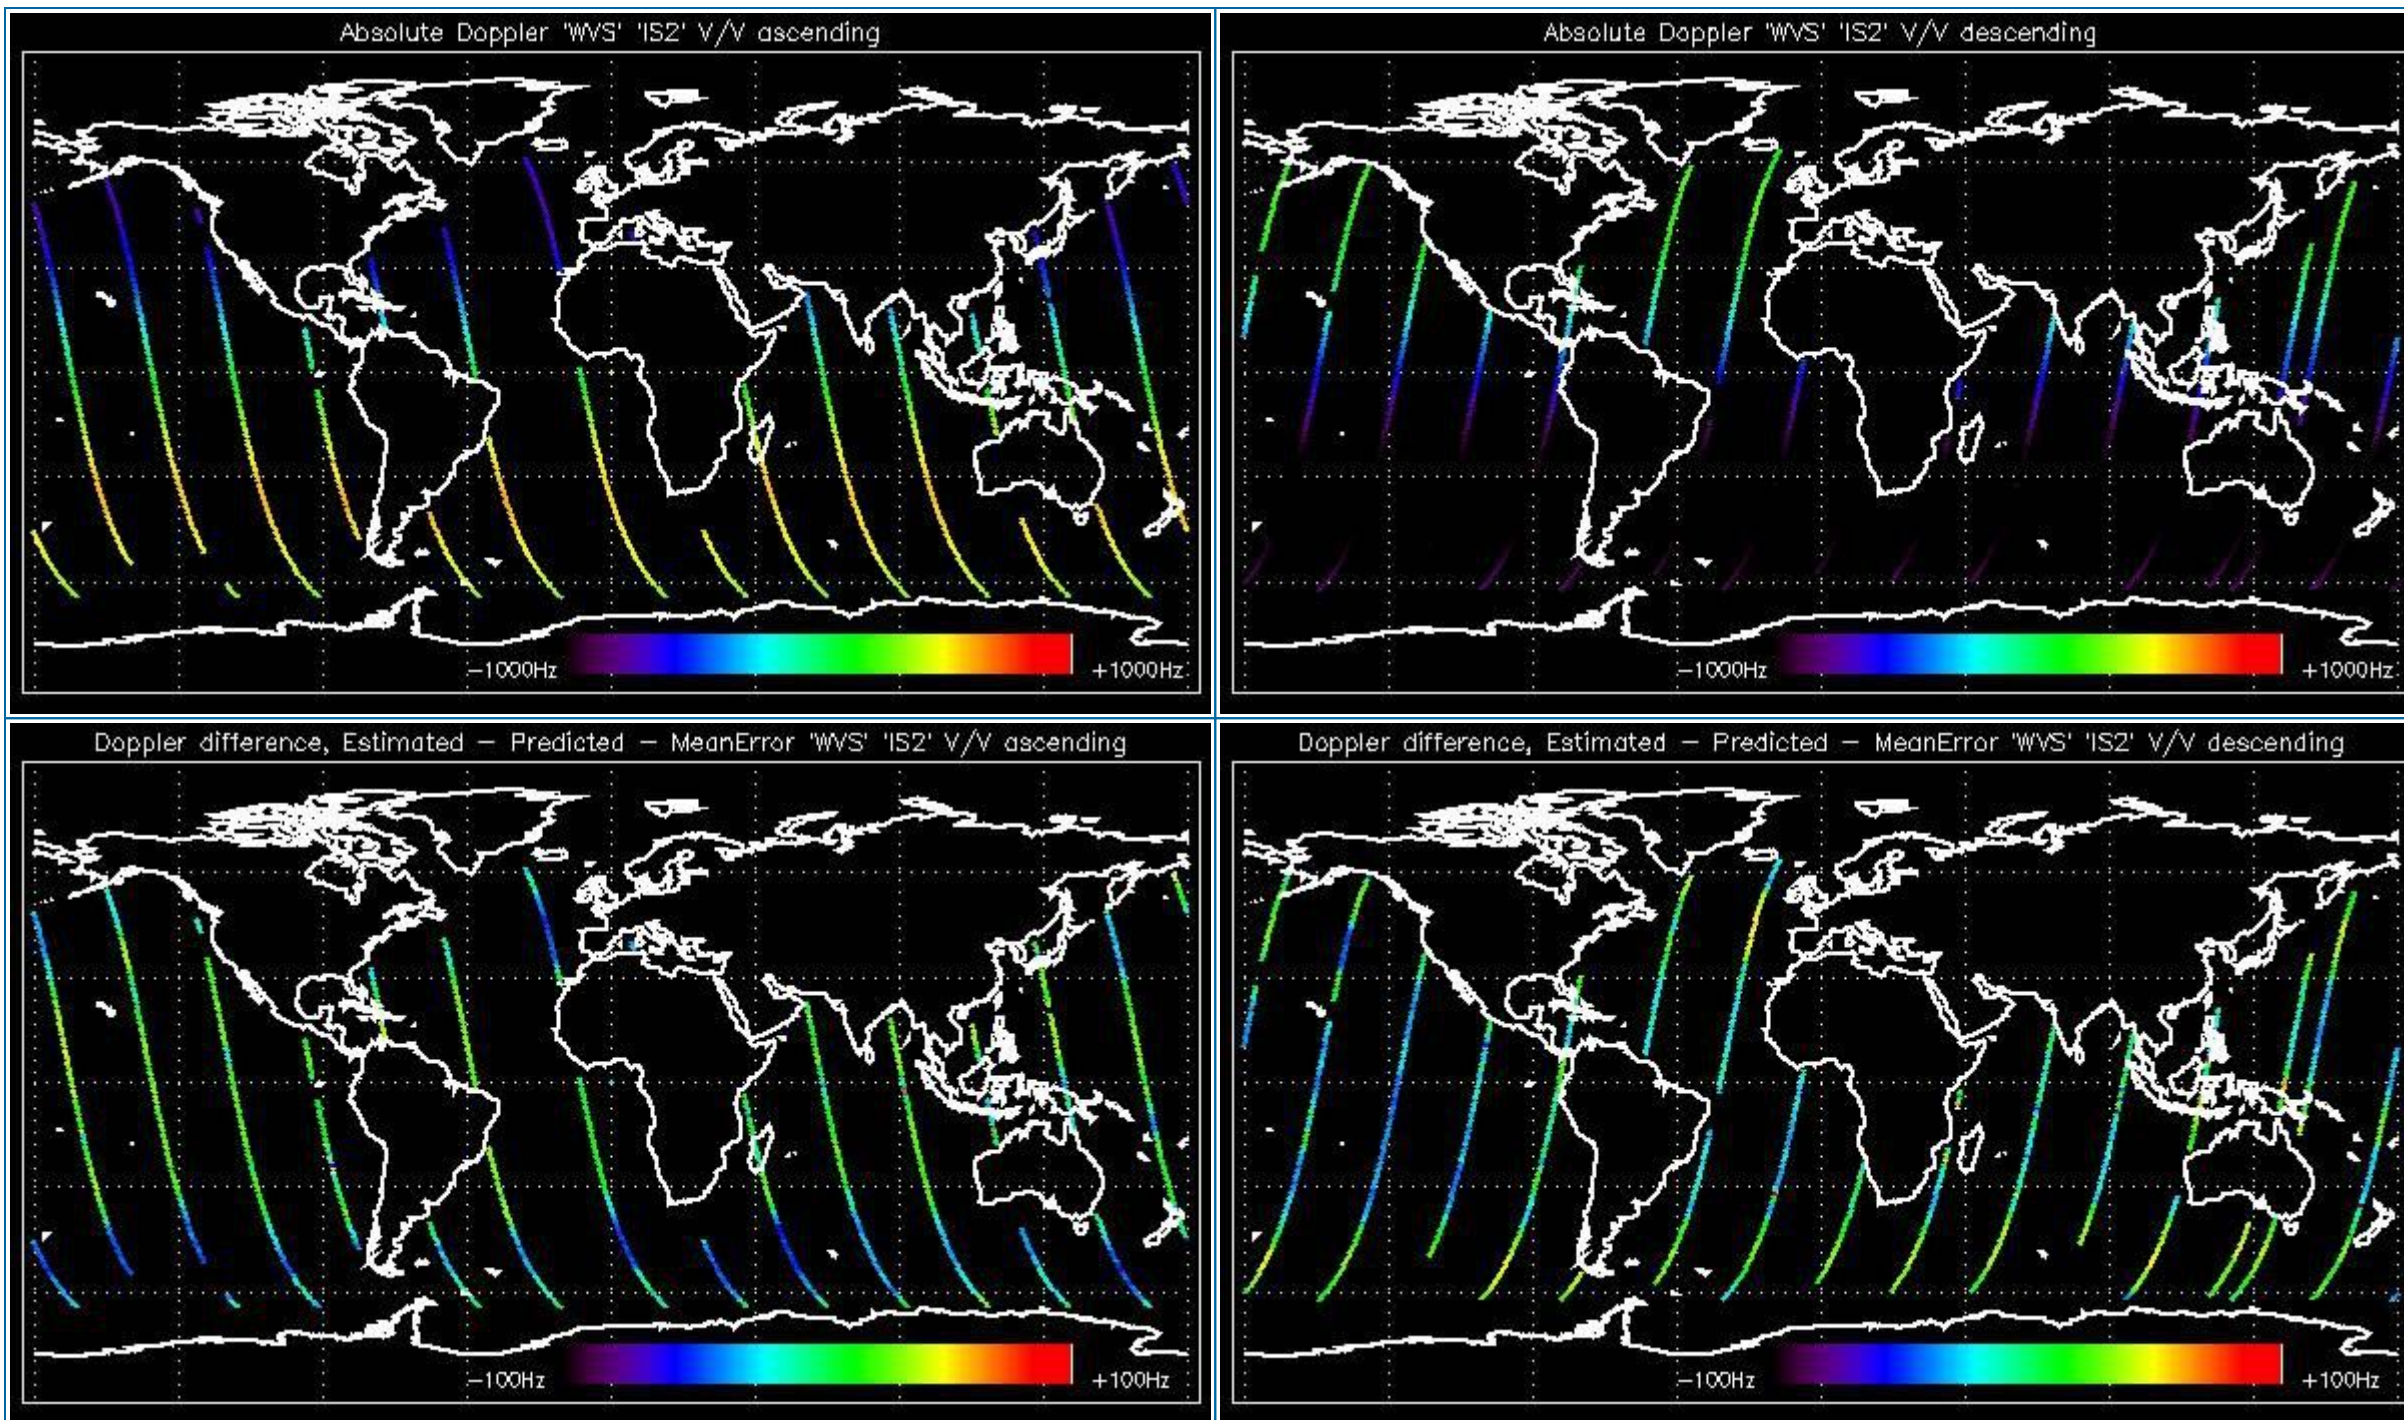 Absolute Doppler 'WVS' 'IS2' V/V ascending
-1000Hz
+1000Hz
Absolute Doppler 'WVS' 'IS2' V/V descending
-1000Hz
+1000Hz
Doppler difference, Estimated - Predicted - MeanError 'WVS' 'IS2' V/V ascending
-100Hz
+100Hz
Doppler difference, Estimated - Predicted - MeanError 'WVS' 'IS2' V/V descending
-100Hz
+100Hz